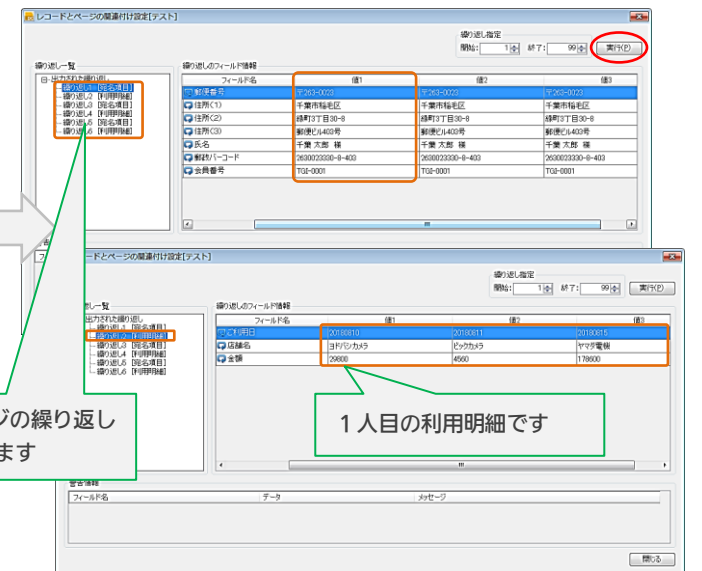 レコードとページの関連付け設定[テスト]
繰り返し指定
開始: 1 終了: 99 実行(P)
繰り返し一覧
繰り返しのフィールド情報
出力された繰り返し
繰り返し1 [宛名項目]
繰り返し2 [利用明細]
繰り返し3 [宛名項目]
繰り返し4 [利用明細]
繰り返し5 [宛名項目]
繰り返し6 [利用明細]
フィールド名 値1 値2 値3
郵便番号 〒263-0023 〒263-0023 〒263-0023
住所(1) 千葉市稲毛区 千葉市稲毛区 千葉市稲毛区
住所(2) 緑町3丁目30-8 緑町3丁目30-8 緑町3丁目30-8
住所(3) 郵便ビル403号 郵便ビル403号 郵便ビル403号
氏名 千葉 太郎 様 千葉 太郎 様 千葉 太郎 様
郵政バーコード 2630023330-8-403 2630023330-8-403 2630023330-8-403
会員番号 TGI-0001 TGI-0001 TGI-0001
ードとページの関連付け設定[テスト]
繰り返し指定
開始: 1 終了: 99 実行(P)
し一覧
繰り返しのフィールド情報
出力された繰り返し
繰り返し1 [宛名項目]
繰り返し2 [利用明細]
繰り返し3 [宛名項目]
繰り返し4 [利用明細]
繰り返し5 [宛名項目]
繰り返し6 [利用明細]
フィールド名 値1 値2 値3
ご利用日 20180810 20180811 20180815
店舗名 ヨドバシカメラ ビックカメラ ヤマダ電機
金額 29800 4560 178600
ジの繰り返し
ます
1人目の利用明細です
警告情報
フィールド名 データ メッセージ
閉じる